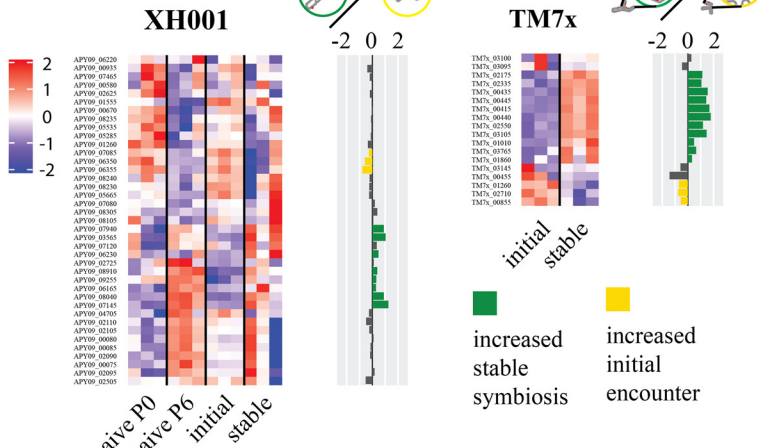 XH001
TM7x
-2 0 2
-2 0 2
2
1
0
-1
-2
APY09_06220
APY09_00935
APY09_07465
APY09_00580
APY09_02625
APY09_01555
APY09_00670
APY09_08235
APY09_05535
APY09_05285
APY09_01260
APY09_07085
APY09_06350
APY09_06355
APY09_08240
APY09_08230
APY09_05665
APY09_07080
APY09_08305
APY09_08105
APY09_07940
APY09_03565
APY09_07120
APY09_06230
APY09_02725
APY09_08910
APY09_09255
APY09_06165
APY09_08040
APY09_07145
APY09_04705
APY09_02110
APY09_02105
APY09_00080
APY09_00085
APY09_02090
APY09_00075
APY09_02095
APY09_02505
aive P0
aive P6
initial
stable
TM7x_03100
TM7x_03095
TM7x_02175
TM7x_02335
TM7x_00435
TM7x_00445
TM7x_00415
TM7x_00440
TM7x_02550
TM7x_03105
TM7x_01010
TM7x_03765
TM7x_01860
TM7x_03145
TM7x_00455
TM7x_01260
TM7x_02710
TM7x_00855
initial
stable
increased
stable
symbiosis
increased
initial
encounter